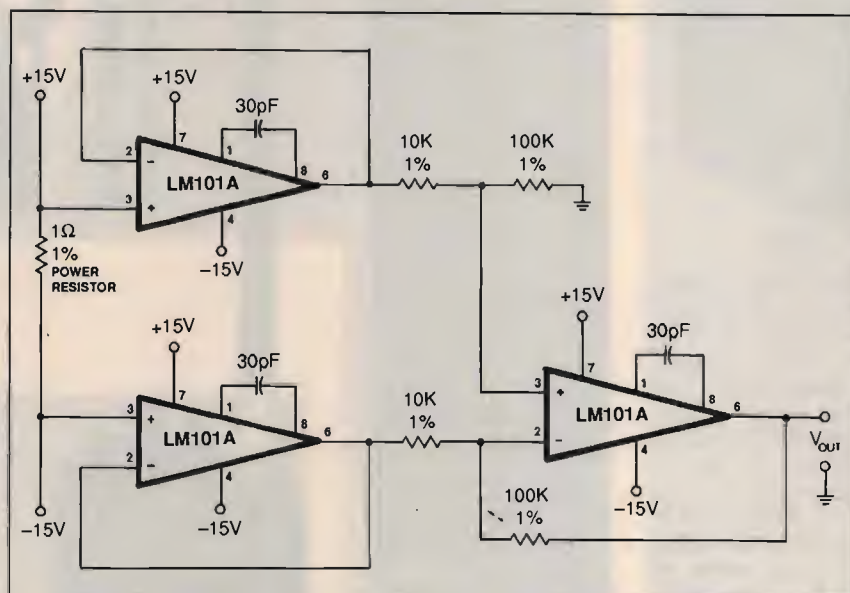 +15V
+15V
30pF
2
−
7
1
8
6
LM101A
3
+
4
−15V
10K
1%
100K
1%
1Ω
1%
POWER
RESISTOR
+15V
30pF
3
+
7
1
8
6
LM101A
2
−
4
−15V
−15V
10K
1%
+15V
30pF
3
+
7
1
8
6
LM101A
2
−
4
−15V
100K
1%
VOUT